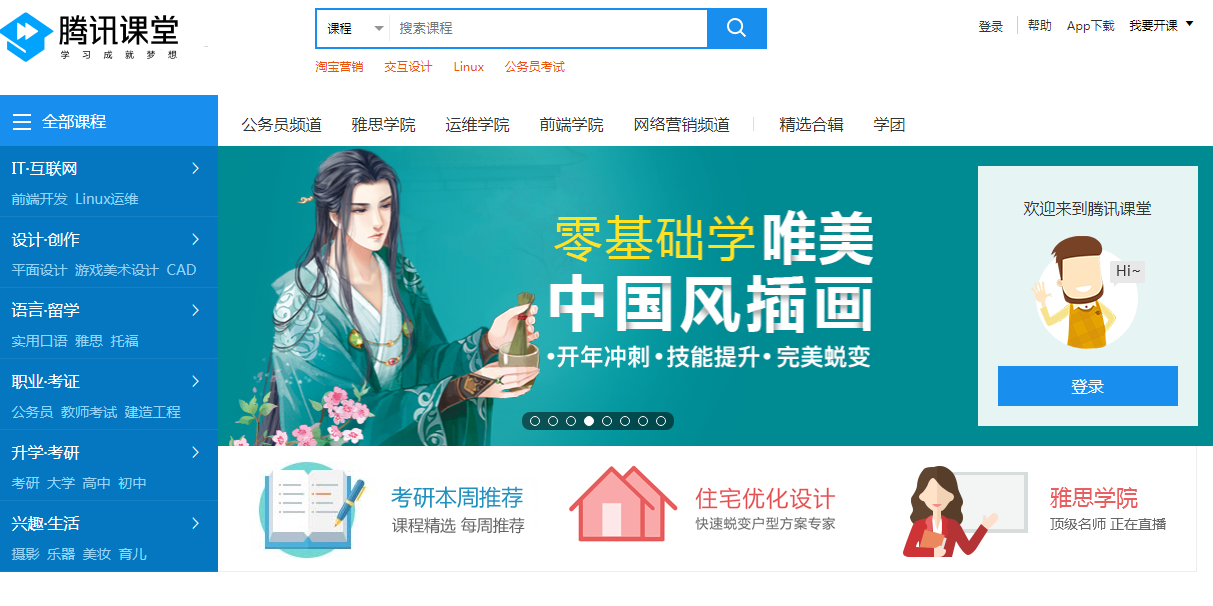 腾讯课堂
学习成就梦想
课程 搜索课程
登录 帮助 App下载 我要开课
淘宝营销 交互设计 Linux 公务员考试
全部课程
公务员频道 雅思学院 运维学院 前端学院 网络营销频道 精选合辑 学团
IT·互联网
前端开发 Linux运维
设计·创作
平面设计 游戏美术设计 CAD
语言·留学
实用口语 雅思 托福
职业·考证
公务员 教师考试 建造工程
升学·考研
考研 大学 高中 初中
兴趣·生活
摄影 乐器 美妆 育儿
零基础学唯美
中国风插画
•开年冲刺•技能提升•完美蜕变
欢迎来到腾讯课堂
Hi~
登录
考研本周推荐
课程精选 每周推荐
住宅优化设计
快速蜕变户型方案专家
雅思学院
顶级名师 正在直播